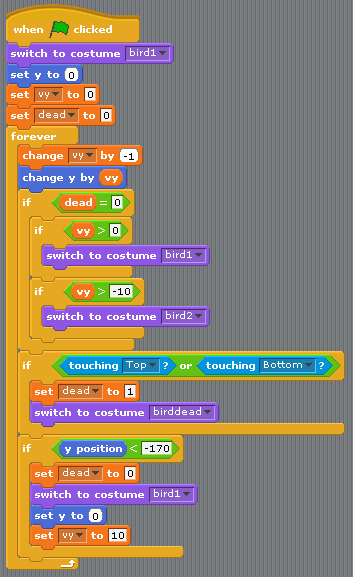 when clicked
switch to costume bird1
set y to 0
set vy to 0
set dead to 0
forever
change vy by -1
change y by vy
if dead = 0
if vy > 0
switch to costume bird1
if vy > -10
switch to costume bird2
if touching Top ? or touching Bottom ?
set dead to 1
switch to costume birddead
if y position < -170
set dead to 0
switch to costume bird1
set y to 0
set vy to 10